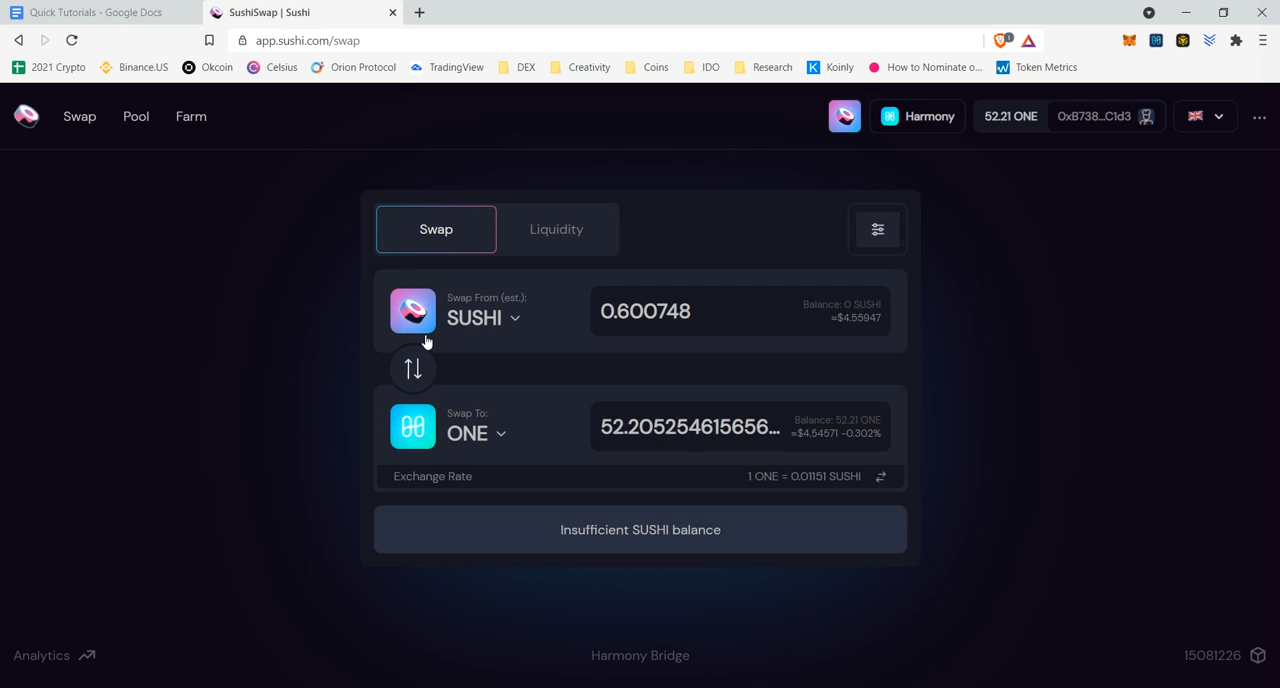 Quick Tutorials - Google Docs
SushiSwap | Sushi
app.sushi.com/swap
1
2021 Crypto
Binance.US
Okcoin
Celsius
Orion Protocol
TradingView
DEX
Creativity
Coins
IDO
Research
Koinly
How to Nominate o...
Token Metrics
Swap
Pool
Farm
Harmony
52.21 ONE
0xB738...C1d3
Swap
Liquidity
Swap From (est.):
SUSHI
0.600748
Balance: 0 SUSHI
≈$4.55947
Swap To:
ONE
52.205254615656...
Balance: 52.21 ONE
≈$4.54571 -0.302%
Exchange Rate
1 ONE = 0.01151 SUSHI
Insufficient SUSHI balance
Analytics
Harmony Bridge
15081226